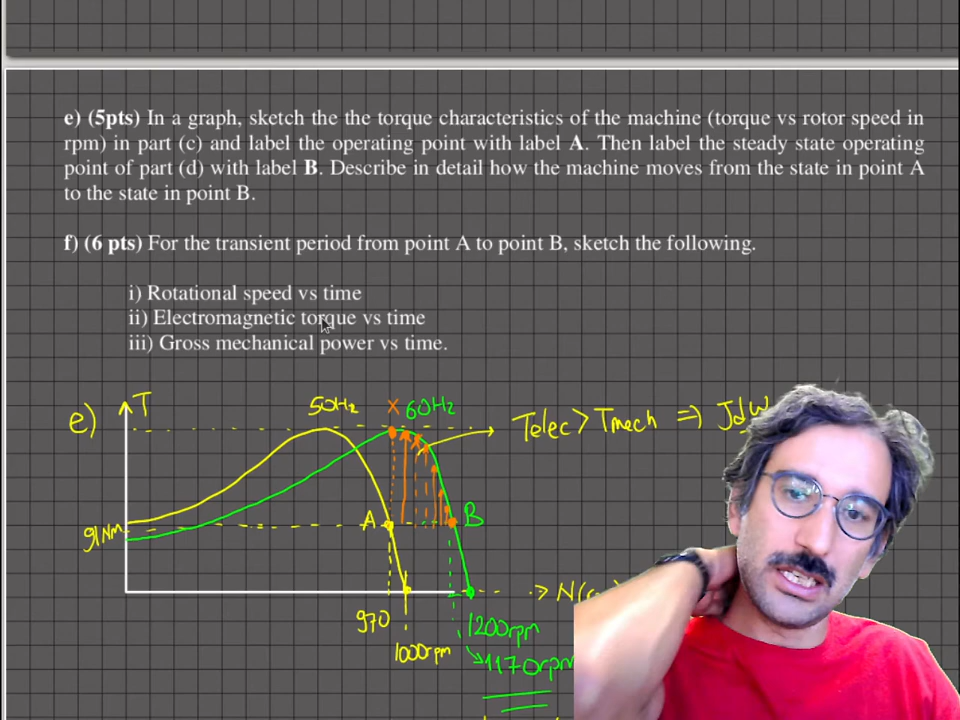 e) (5pts) In a graph, sketch the the torque characteristics of the machine (torque vs rotor speed in
rpm) in part (c) and label the operating point with label A. Then label the steady state operating
point of part (d) with label B. Describe in detail how the machine moves from the state in point A
to the state in point B.
f) (6 pts) For the transient period from point A to point B, sketch the following.
i) Rotational speed vs time
ii) Electromagnetic torque vs time
iii) Gross mechanical power vs time.
e) T 50Hz X 60Hz
Telec > Tmech => Jdw
91Nm A B
970
1000rpm
1200rpm
1170rpm